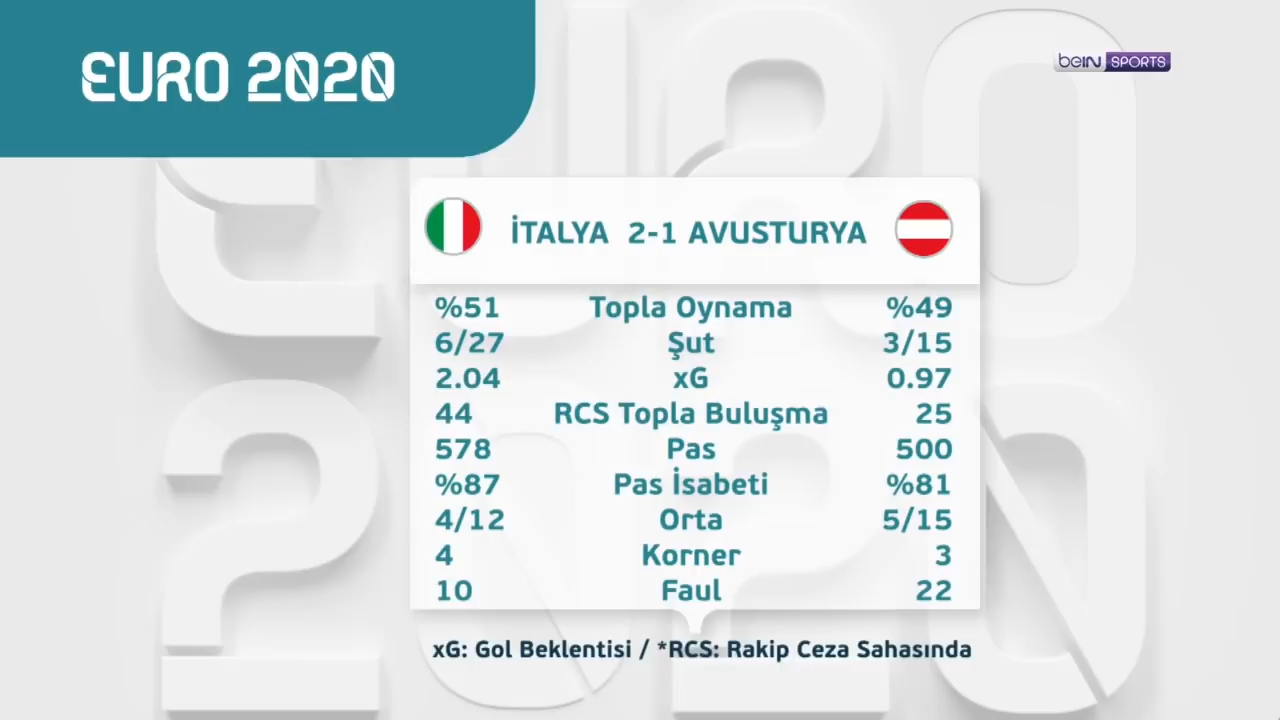 EURO 2020
beIN SPORTS
İTALYA 2-1 AVUSTURYA
%51 Topla Oynama %49
6/27 Şut 3/15
2.04 xG 0.97
44 RCS Topla Buluşma 25
578 Pas 500
%87 Pas İsabeti %81
4/12 Orta 5/15
4 Korner 3
10 Faul 22
xG: Gol Beklentisi / *RCS: Rakip Ceza Sahasında